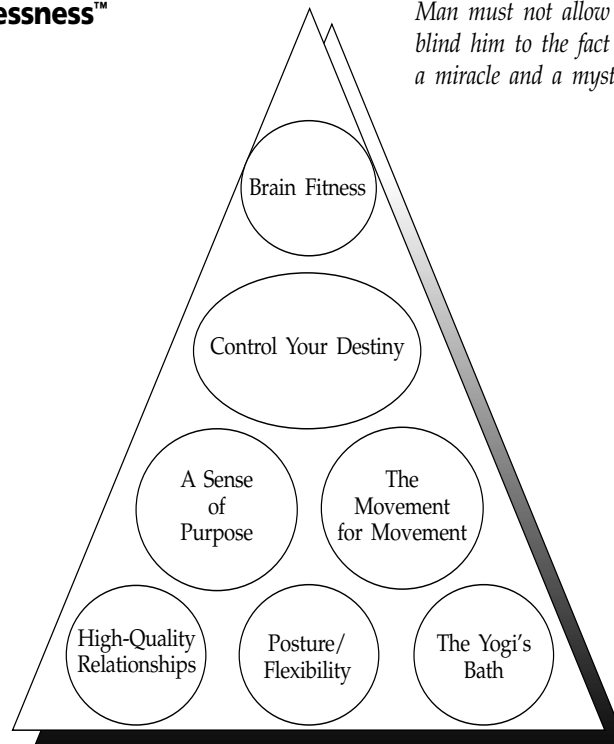 essness™
Man must not allow
blind him to the fact
a miracle and a myst
Brain Fitness
Control Your Destiny
A Sense
of
Purpose
The
Movement
for Movement
High-Quality
Relationships
Posture/
Flexibility
The Yogi's
Bath